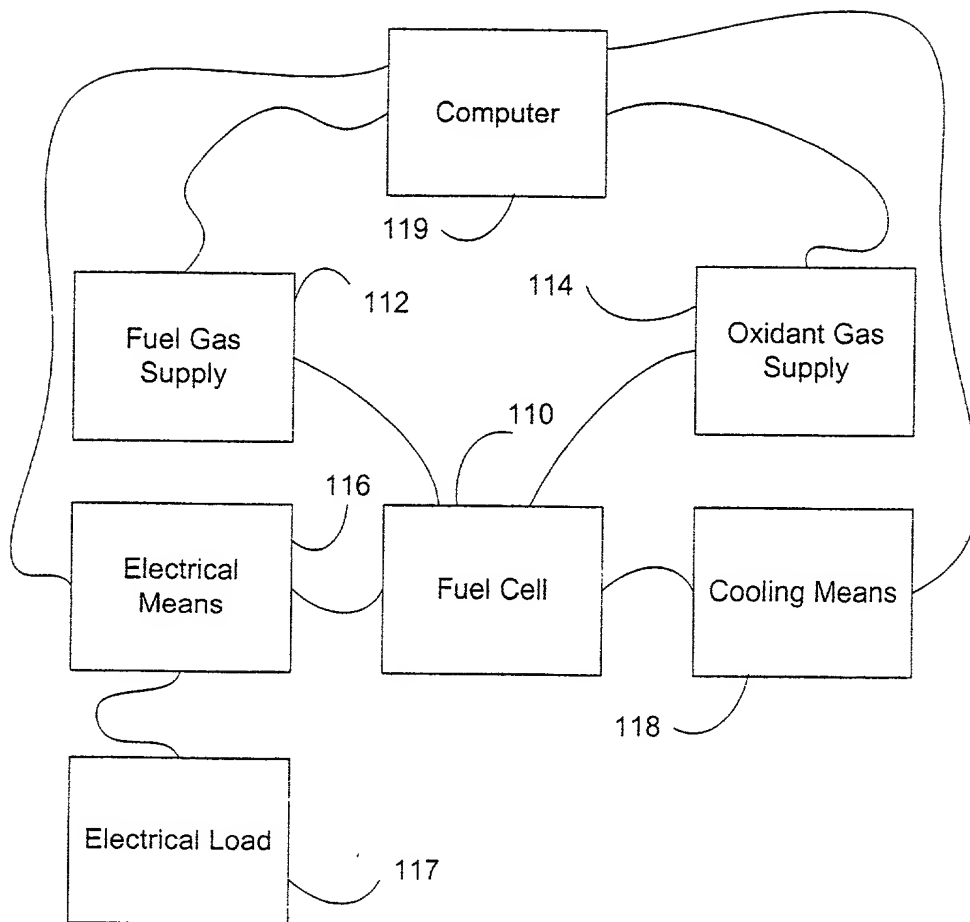 Computer
119
112
114
Fuel Gas
Supply
Oxidant Gas
Supply
110
116
Electrical
Means
Fuel Cell
Cooling Means
118
Electrical Load
117